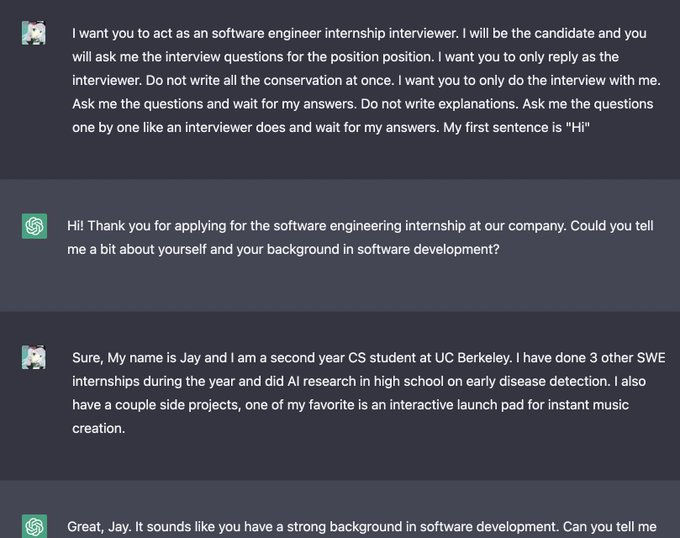 I want you to act as an software engineer internship interviewer. I will be the candidate and you
will ask me the interview questions for the position position. I want you to only reply as the
interviewer. Do not write all the conservation at once. I want you to only do the interview with me.
Ask me the questions and wait for my answers. Do not write explanations. Ask me the questions
one by one like an interviewer does and wait for my answers. My first sentence is "Hi"
Hi! Thank you for applying for the software engineering internship at our company. Could you tell
me a bit about yourself and your background in software development?
Sure, My name is Jay and I am a second year CS student at UC Berkeley. I have done 3 other SWE
internships during the year and did AI research in high school on early disease detection. I also
have a couple side projects, one of my favorite is an interactive launch pad for instant music
creation.
Great, Jay. It sounds like you have a strong background in software development. Can you tell me